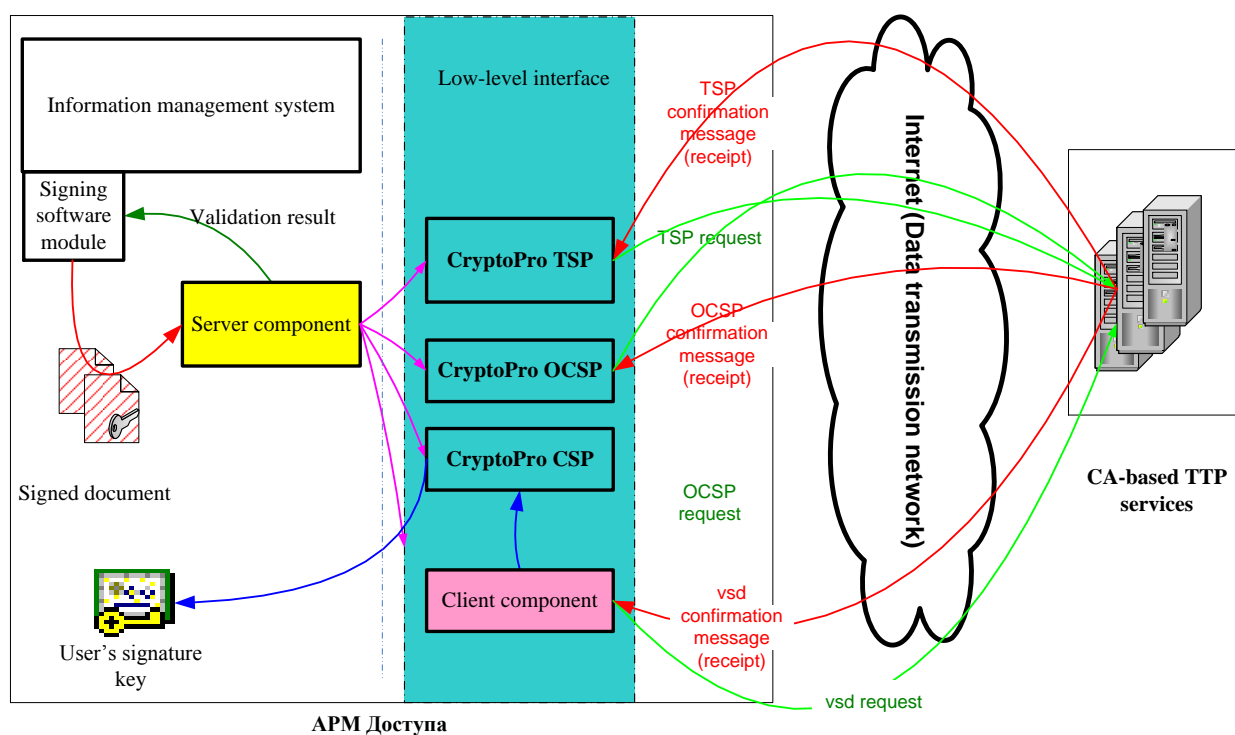 Information management system
Signing
software
module
Validation result
Server component
Signed document
User's signature
key
Low-level interface
CryptoPro TSP
CryptoPro OCSP
CryptoPro CSP
Client component
TSP
confirmation
message
(receipt)
TSP request
OCSP
confirmation
message
(receipt)
OCSP
request
vsd
confirmation
message
(receipt)
vsd request
Internet (Data transmission network)
CA-based TTP
services
АРМ Доступа